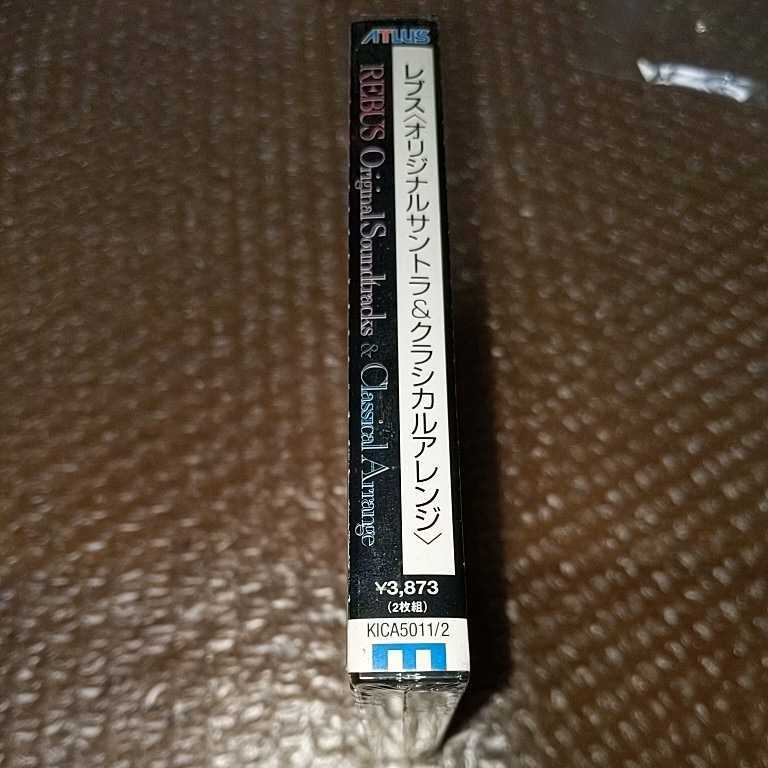 ATLUS
レブス〈オリジナルサントラ&クラシカルアレンジ〉
REBUS Original Soundtracks & Classical Arrange
¥3,873
(2枚組)
KICA5011/2